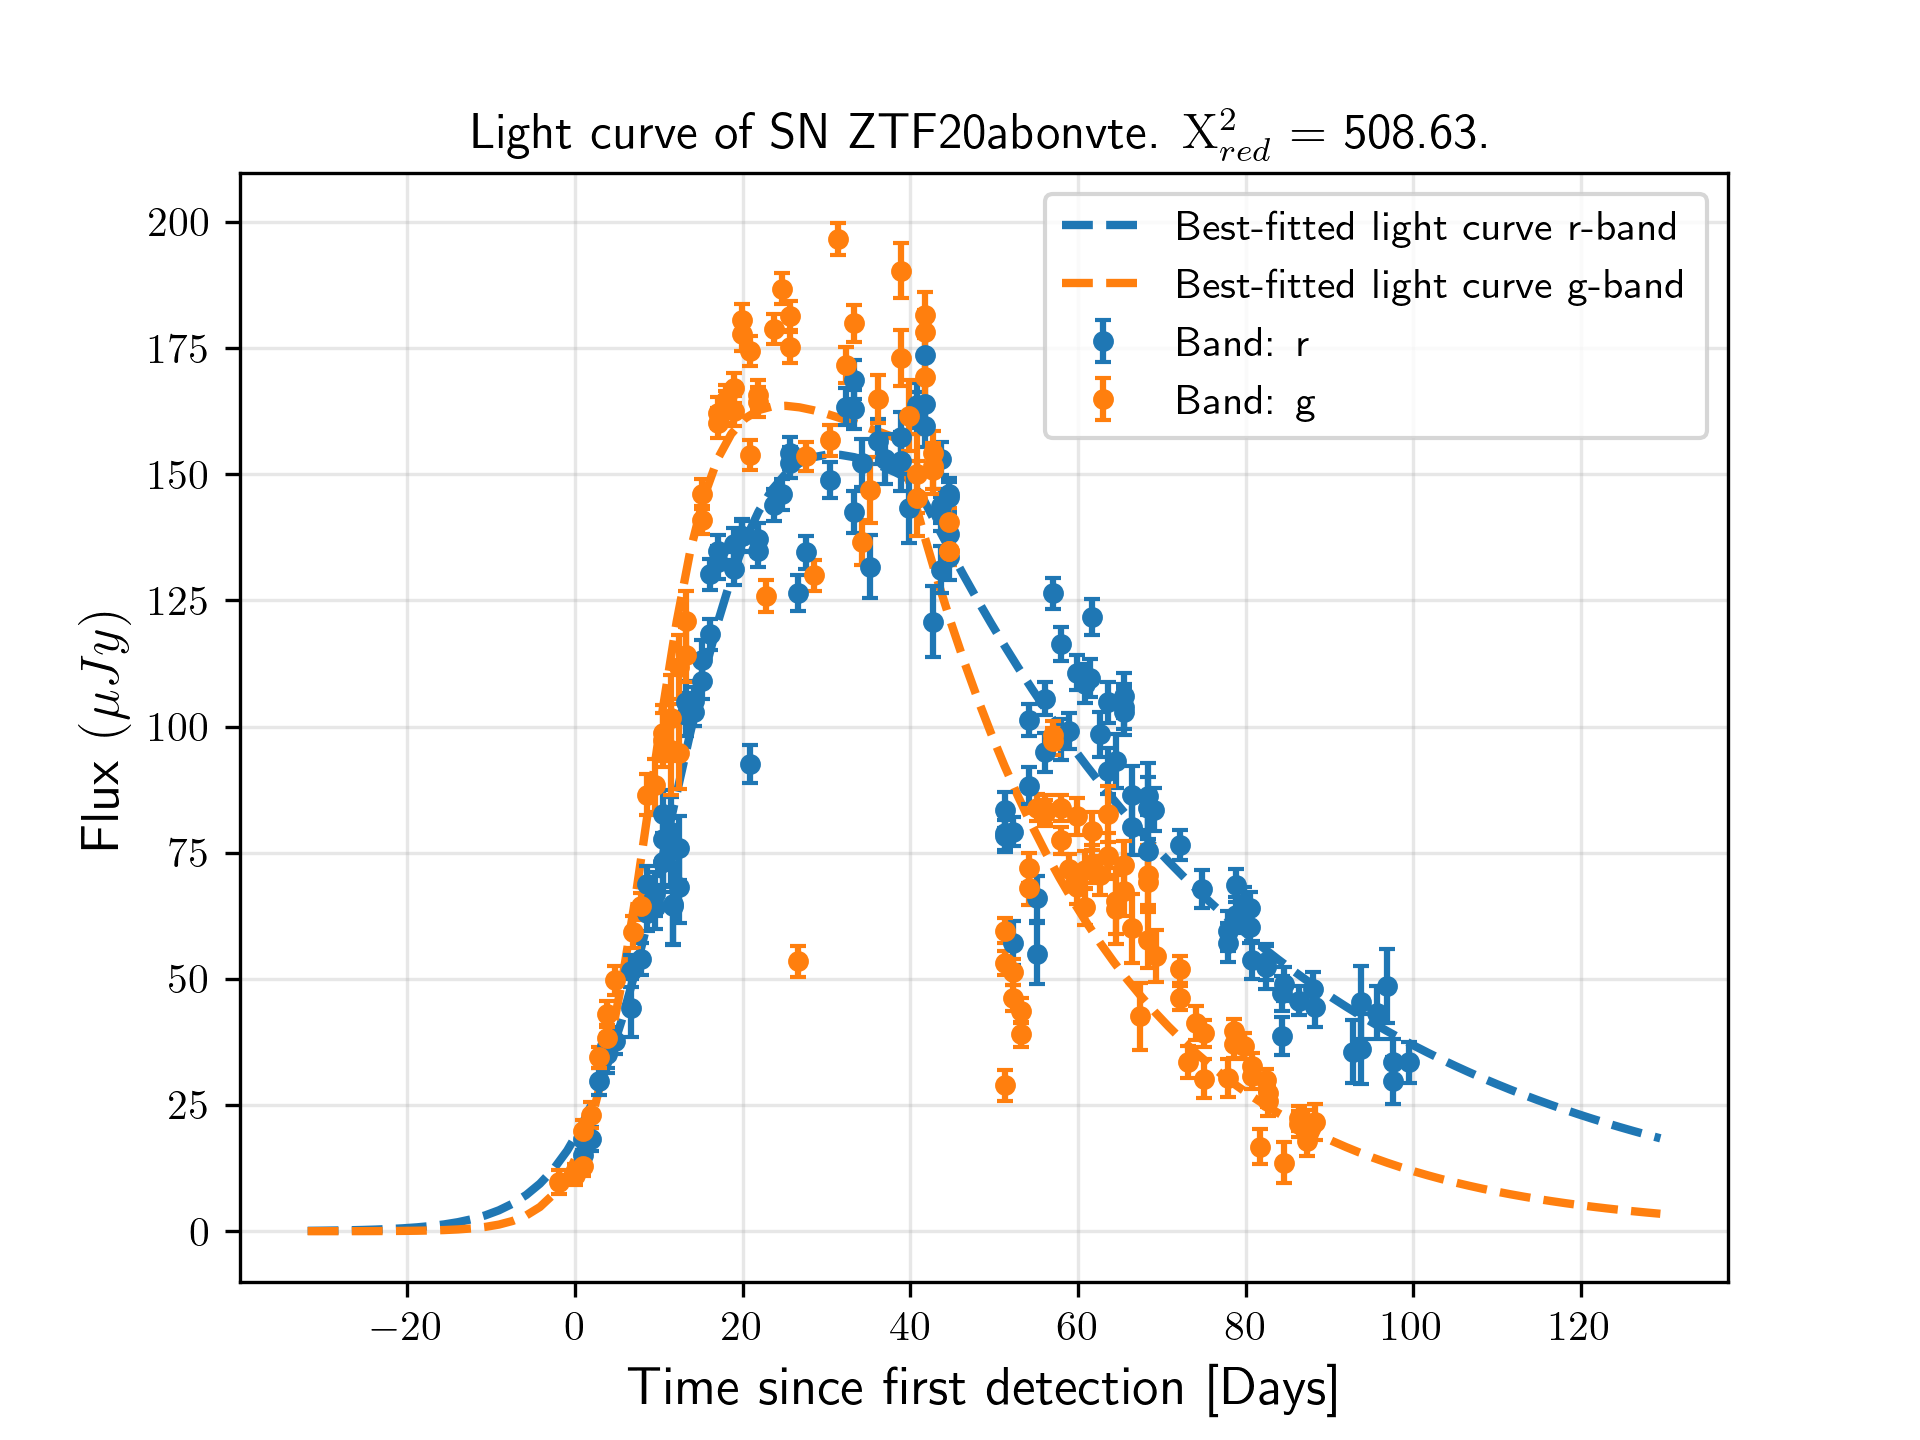 Light curve of SN ZTF20abonvte. X²_red = 508.63.
Best-fitted light curve r-band
Best-fitted light curve g-band
Band: r
Band: g
Flux (μJy)
200
175
150
125
100
75
50
25
0
−20 0 20 40 60 80 100 120
Time since first detection [Days]